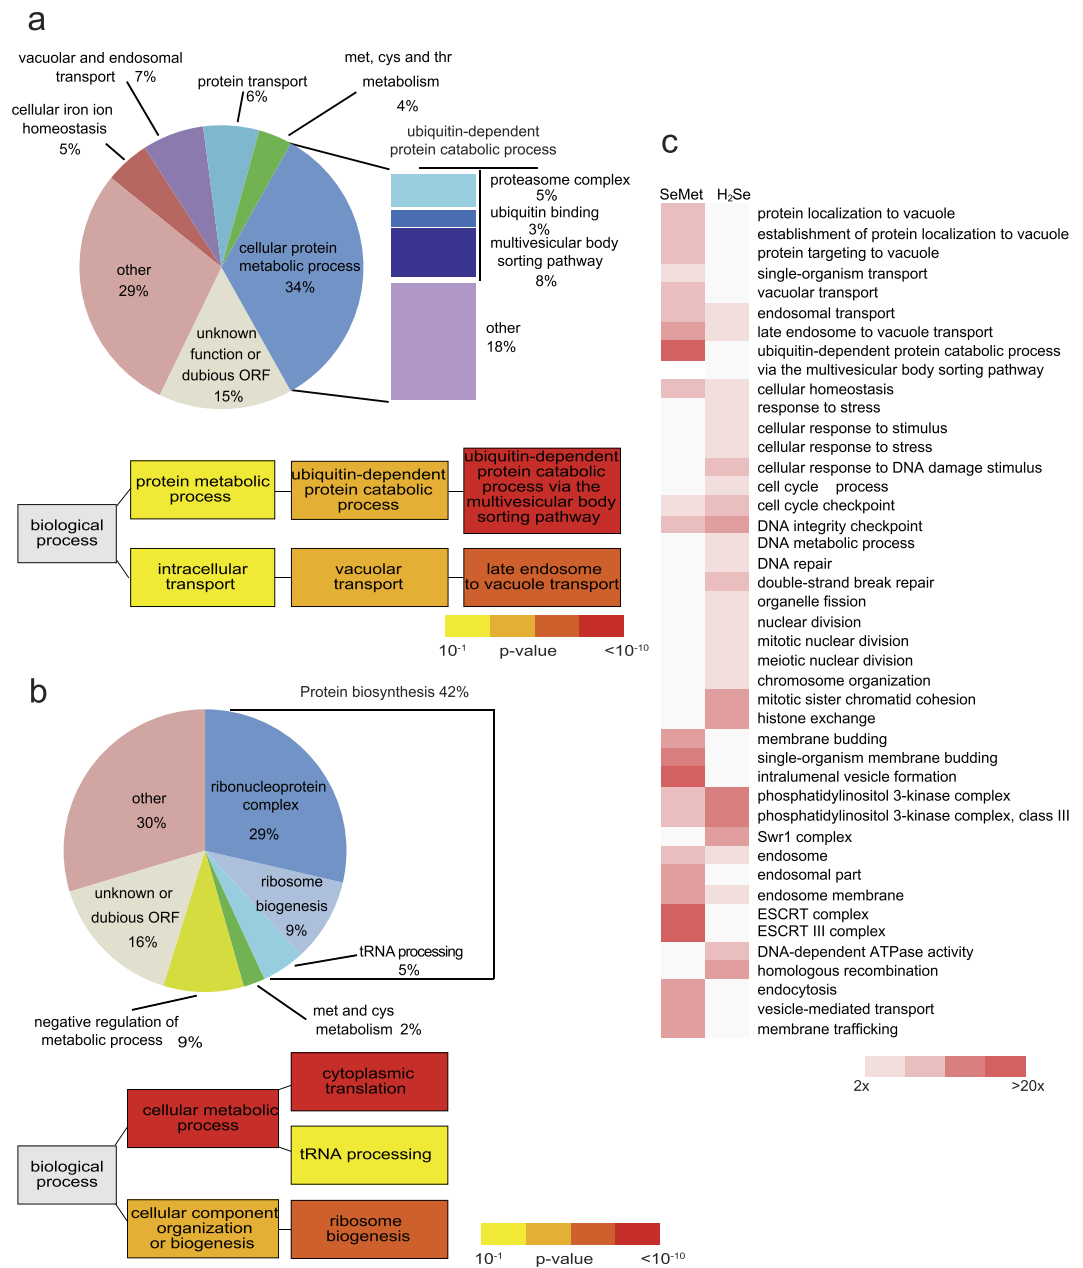 a
vacuolar and endosomal
transport 7%
protein transport
6%
met, cys and thr
metabolism
4%
cellular iron ion
homeostasis
5%
ubiquitin-dependent
protein catabolic process
proteasome complex
5%
ubiquitin binding
3%
multivesicular body
sorting pathway
8%
other
18%
cellular protein
metabolic process
34%
other
29%
unknown
function or
dubious ORF
15%
biological
process
protein metabolic
process
ubiquitin-dependent
protein catabolic
process
ubiquitin-dependent
protein catabolic
process via the
multivesicular body
sorting pathway
intracellular
transport
vacuolar
transport
late endosome
to vacuole transport
10⁻¹ p-value <10⁻¹⁰
b
Protein biosynthesis 42%
ribonucleoprotein
complex
29%
other
30%
ribosome
biogenesis
9%
unknown or
dubious ORF
16%
tRNA processing
5%
met and cys
metabolism 2%
negative regulation of
metabolic process 9%
biological
process
cellular metabolic
process
cytoplasmic
translation
tRNA processing
cellular component
organization
or biogenesis
ribosome
biogenesis
10⁻¹ p-value <10⁻¹⁰
c
SeMet H₂Se
protein localization to vacuole
establishment of protein localization to vacuole
protein targeting to vacuole
single-organism transport
vacuolar transport
endosomal transport
late endosome to vacuole transport
ubiquitin-dependent protein catabolic process
via the multivesicular body sorting pathway
cellular homeostasis
response to stress
cellular response to stimulus
cellular response to stress
cellular response to DNA damage stimulus
cell cycle process
cell cycle checkpoint
DNA integrity checkpoint
DNA metabolic process
DNA repair
double-strand break repair
organelle fission
nuclear division
mitotic nuclear division
meiotic nuclear division
chromosome organization
mitotic sister chromatid cohesion
histone exchange
membrane budding
single-organism membrane budding
intralumenal vesicle formation
phosphatidylinositol 3-kinase complex
phosphatidylinositol 3-kinase complex, class III
Swr1 complex
endosome
endosomal part
endosome membrane
ESCRT complex
ESCRT III complex
DNA-dependent ATPase activity
homologous recombination
endocytosis
vesicle-mediated transport
membrane trafficking
2x >20x